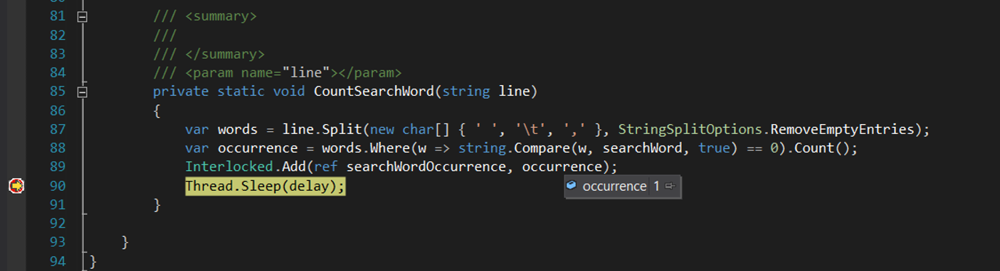 81 /// <summary>
82 ///
83 /// </summary>
84 /// <param name="line"></param>
85 private static void CountSearchWord(string line)
86 {
87 var words = line.Split(new char[] { ' ', '\t', ',' }, StringSplitOptions.RemoveEmptyEntries);
88 var occurrence = words.Where(w => string.Compare(w, searchWord, true) == 0).Count();
89 Interlocked.Add(ref searchWordOccurrence, occurrence);
90 Thread.Sleep(delay);
occurrence 1
91 }
92
93 }
94 }